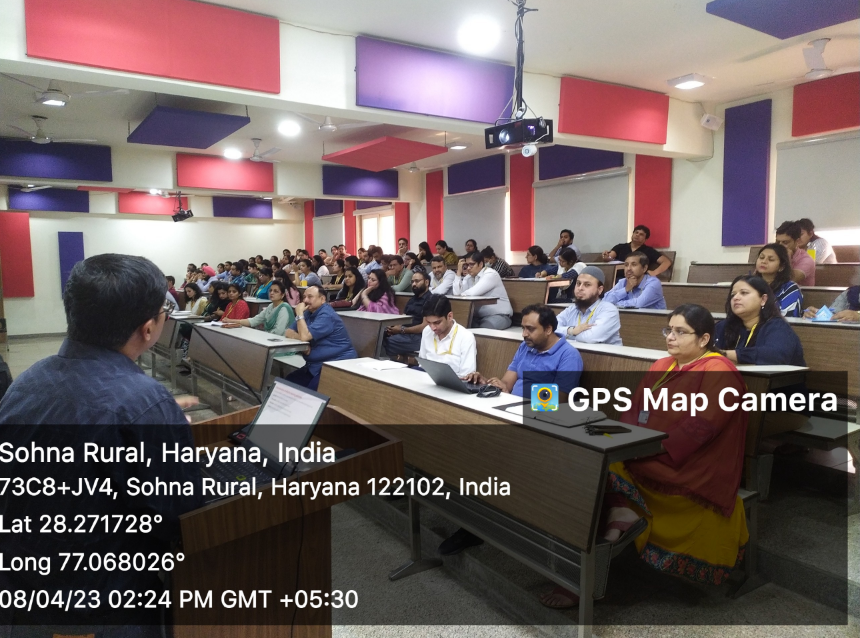 GPS Map Camera
Sohna Rural, Haryana, India
73C8+JV4, Sohna Rural, Haryana 122102, India
Lat 28.271728°
Long 77.068026°
08/04/23 02:24 PM GMT +05:30